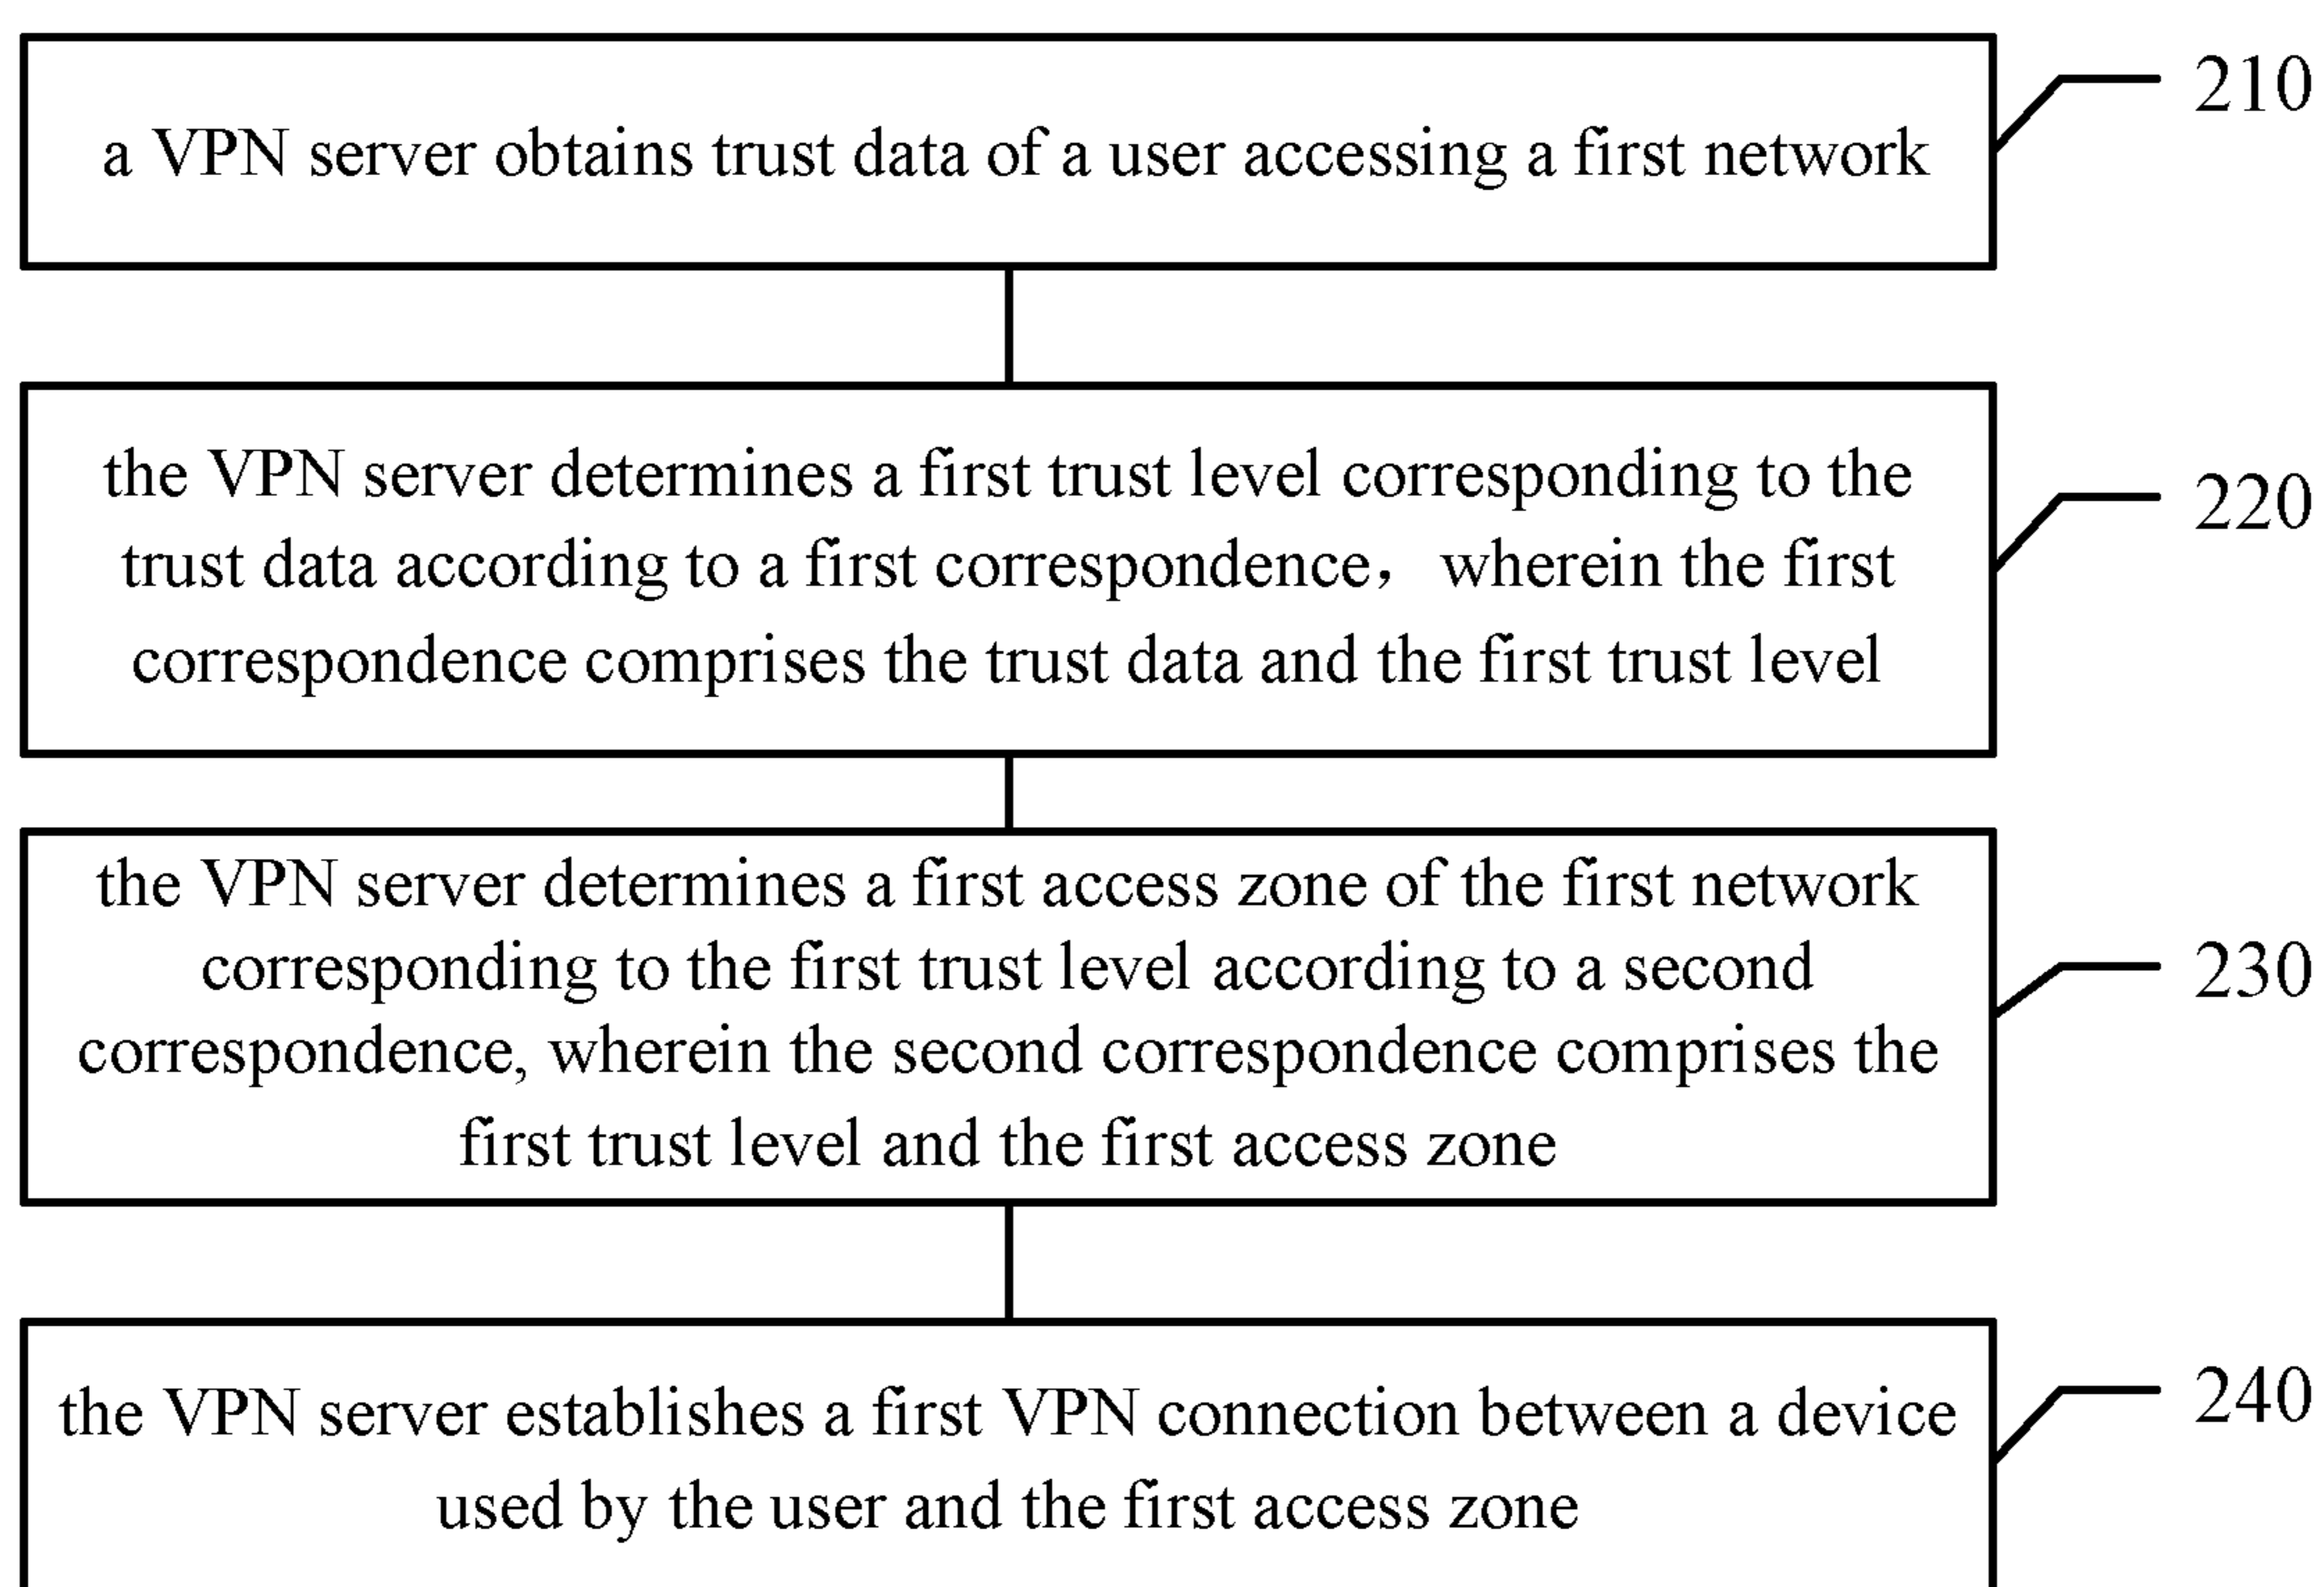 a VPN server obtains trust data of a user accessing a first network
210
the VPN server determines a first trust level corresponding to the
trust data according to a first correspondence， wherein the first
correspondence comprises the trust data and the first trust level
220
the VPN server determines a first access zone of the first network
corresponding to the first trust level according to a second
correspondence, wherein the second correspondence comprises the
first trust level and the first access zone
230
the VPN server establishes a first VPN connection between a device
used by the user and the first access zone
240